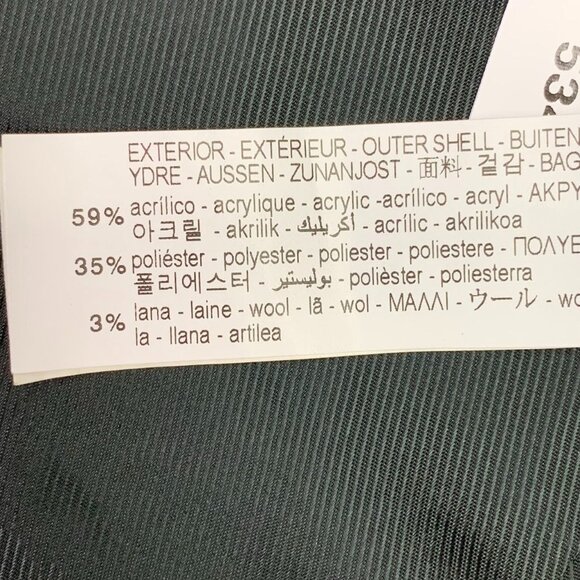 534
EXTERIOR - EXTÉRIEUR - OUTER SHELL - BUITEN
YDRE - AUSSEN - ZUNANJOST - 面料 - 겉감 - BAG
59% acrílico - acrylique - acrylic -acrílico - acryl - ΑΚΡΥ
아크릴 - akrilik - أكريليك - acrílic - akrilikoa
35% poliéster - polyester - poliester - poliestere - ΠΟΛΥΕ
폴리에스터 - بوليستير - polièster - poliesterra
3% lana - laine - wool - lã - wol - ΜΑΛΛΙ - ウール - wo
la - llana - artilea